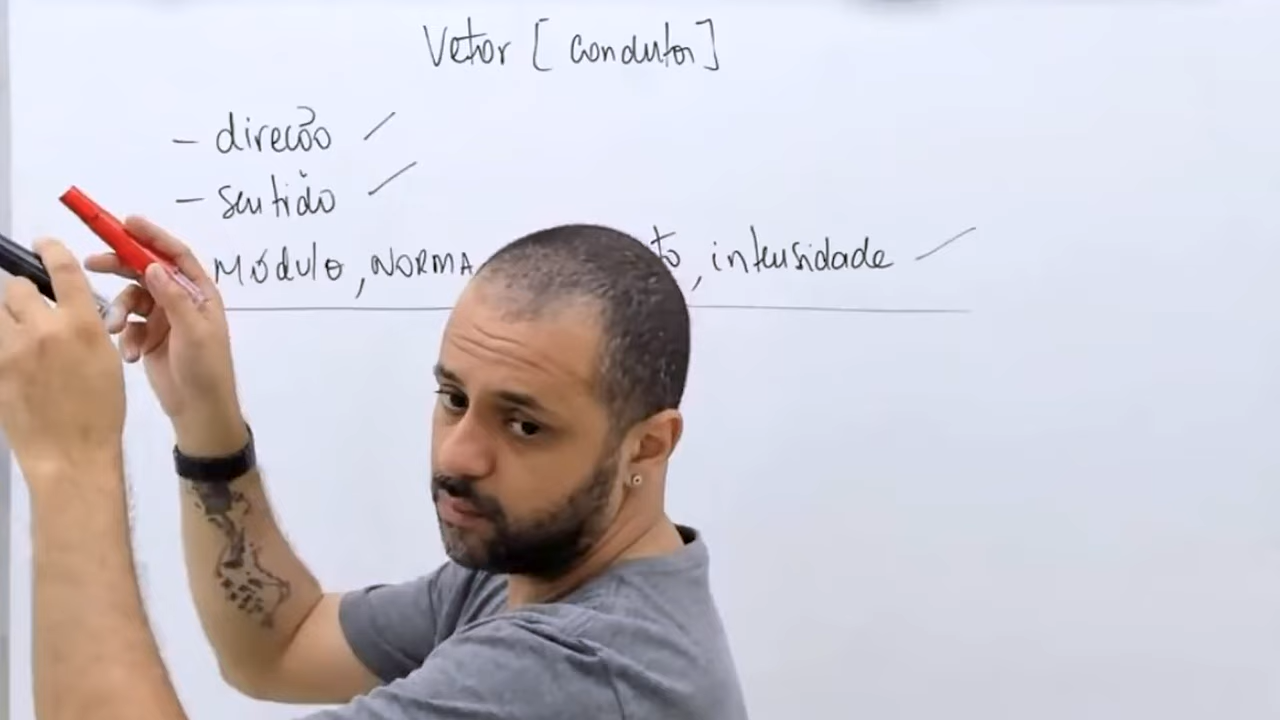 Vetor [condutor]
- direção
- sentido
Módulo, NORMA to, intensidade